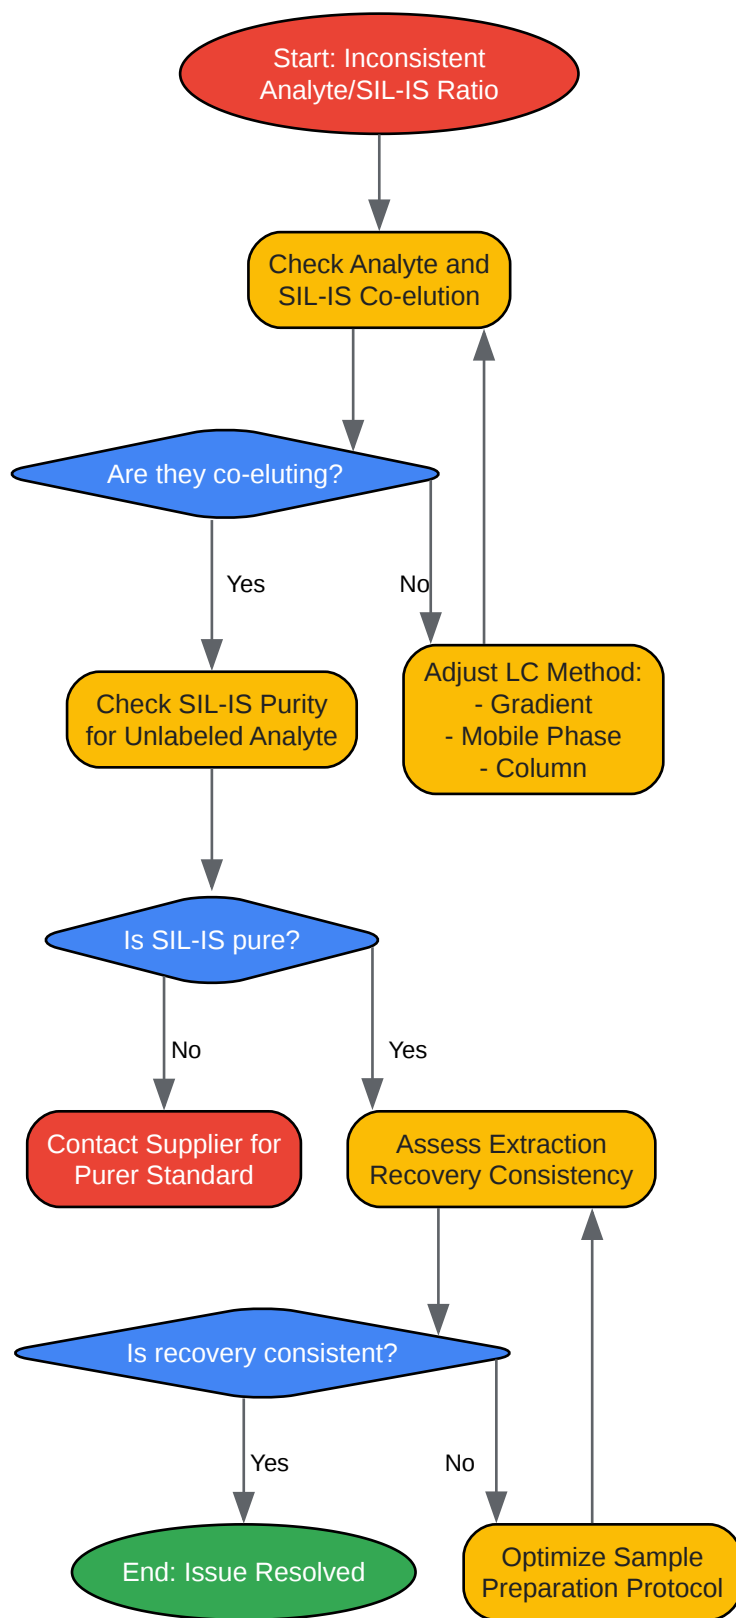 Start: Inconsistent
Analyte/SIL-IS Ratio
Check Analyte and
SIL-IS Co-elution
Are they co-eluting?
Yes
No
Check SIL-IS Purity
for Unlabeled Analyte
Adjust LC Method:
- Gradient
- Mobile Phase
- Column
Is SIL-IS pure?
No
Yes
Contact Supplier for
Purer Standard
Assess Extraction
Recovery Consistency
Is recovery consistent?
Yes
No
End: Issue Resolved
Optimize Sample
Preparation Protocol